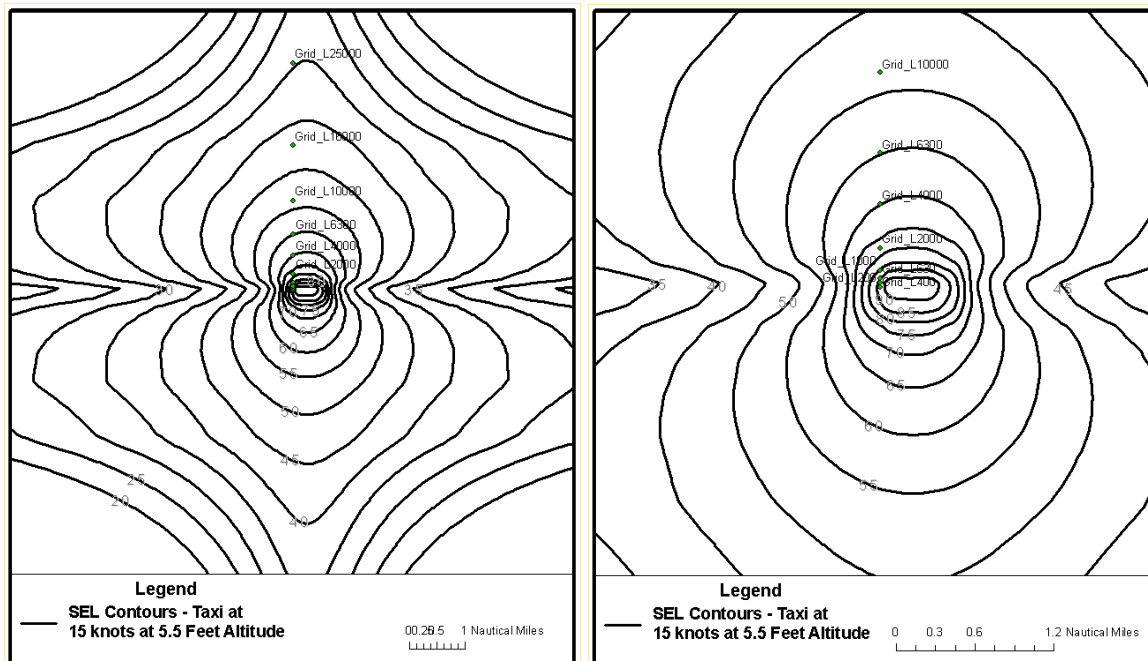 Grid_L25000
Grid_L16000
Grid_L10000
Grid_L6300
Grid_L4000
Grid_L2000
40
35
65
60
55
50
45
40
25
20
Legend
SEL Contours - Taxi at
15 knots at 5.5 Feet Altitude
1 Nautical Miles
Grid_L10000
Grid_L6300
Grid_L4000
Grid_L2000
Grid_L1000
Grid_L630
Grid_L200
Grid_L400
40
50
45
85
75
70
65
60
55
Legend
SEL Contours - Taxi at
15 knots at 5.5 Feet Altitude
0 0.3 0.6 1.2 Nautical Miles